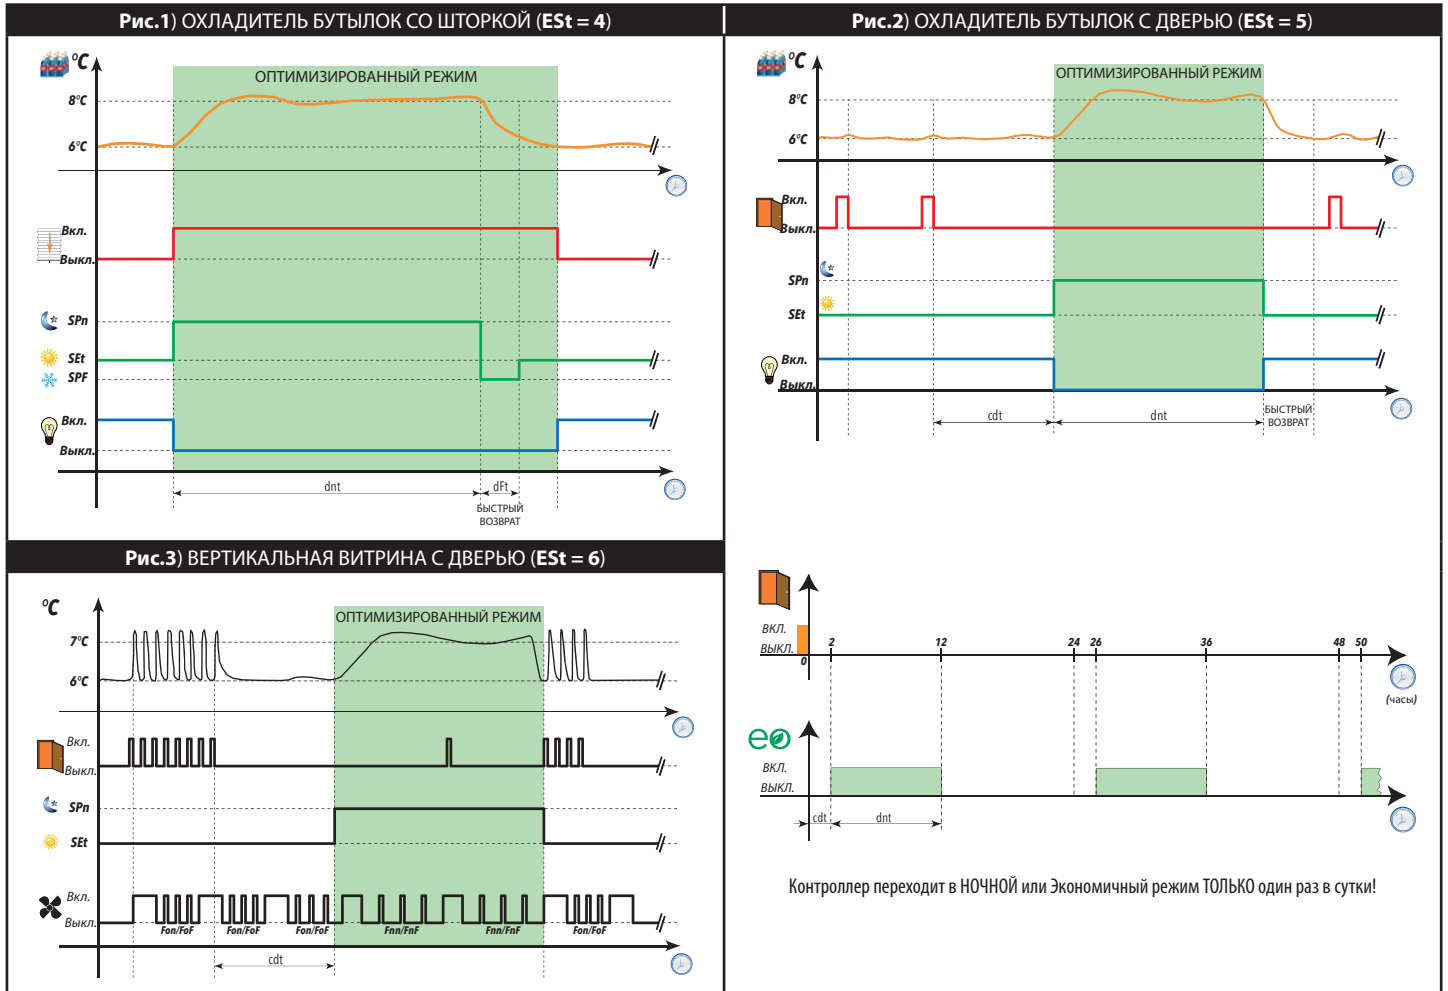 Рис.1) ОХЛАДИТЕЛЬ БУТЫЛОК СО ШТОРКОЙ (ESt = 4)
°C
ОПТИМИЗИРОВАННЫЙ РЕЖИМ
8°C
6°C
Вкл.
Выкл.
SPn
SEt
SPF
Вкл.
Выкл.
dnt
dFt
БЫСТРЫЙ
ВОЗВРАТ
Рис.2) ОХЛАДИТЕЛЬ БУТЫЛОК С ДВЕРЬЮ (ESt = 5)
°C
ОПТИМИЗИРОВАННЫЙ РЕЖИМ
8°C
6°C
Вкл.
Выкл.
SPn
SEt
Вкл.
Выкл.
cdt
dnt
БЫСТРЫЙ
ВОЗВРАТ
Рис.3) ВЕРТИКАЛЬНАЯ ВИТРИНА С ДВЕРЬЮ (ESt = 6)
°C
ОПТИМИЗИРОВАННЫЙ РЕЖИМ
7°C
6°C
Вкл.
Выкл.
SPn
SEt
Вкл.
Выкл.
Fon/FoF Fon/FoF Fon/FoF Fnn/FnF Fnn/FnF Fon/FoF
cdt
ВКЛ.
ВЫКЛ.
0 2 12 24 26 36 48 50
(часы)
eo
ВКЛ.
ВЫКЛ.
cdt dnt
Контроллер переходит в НОЧНОЙ или Экономичный режим ТОЛЬКО один раз в сутки!